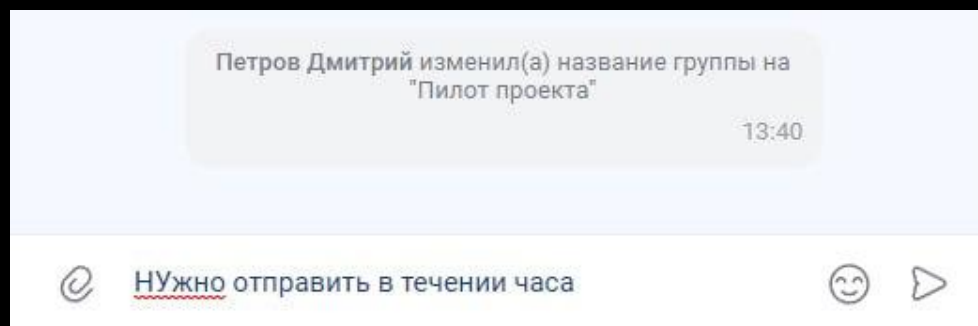 Петров Дмитрий изменил(а) название группы на
"Пилот проекта"
13:40
НУжно отправить в течении часа